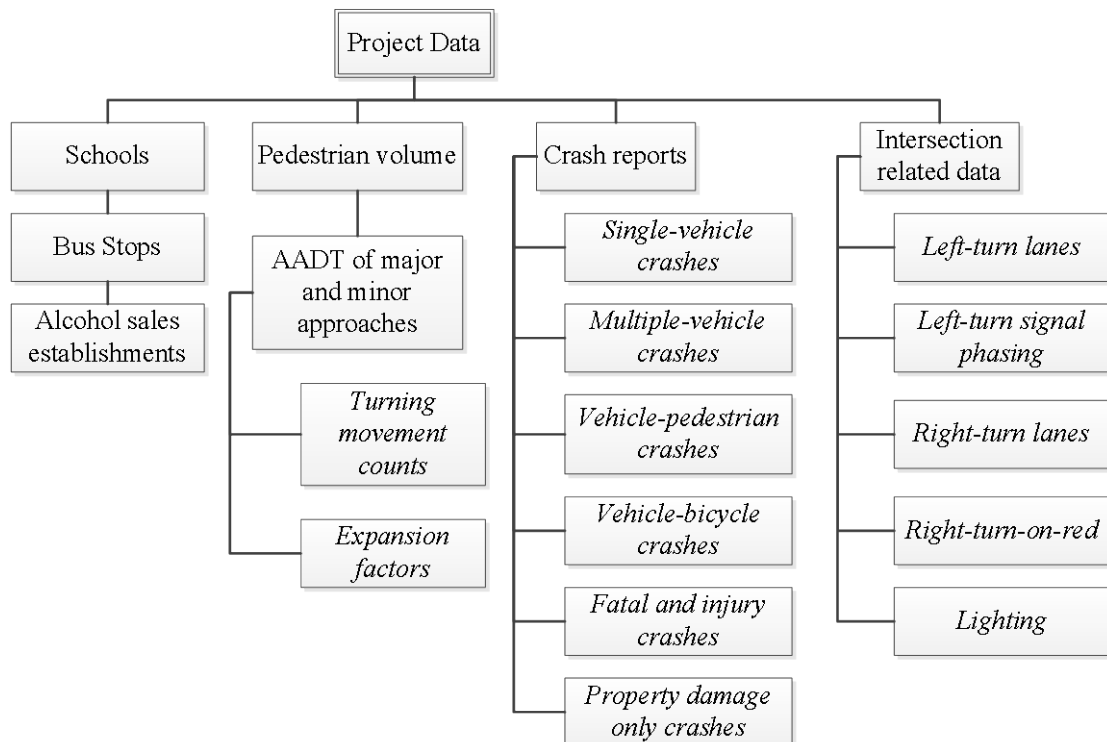 Project Data
Schools
Bus Stops
Alcohol sales
establishments
Pedestrian volume
AADT of major
and minor
approaches
Turning
movement
counts
Expansion
factors
Crash reports
Single-vehicle
crashes
Multiple-vehicle
crashes
Vehicle-pedestrian
crashes
Vehicle-bicycle
crashes
Fatal and injury
crashes
Property damage
only crashes
Intersection
related data
Left-turn lanes
Left-turn signal
phasing
Right-turn lanes
Right-turn-on-red
Lighting